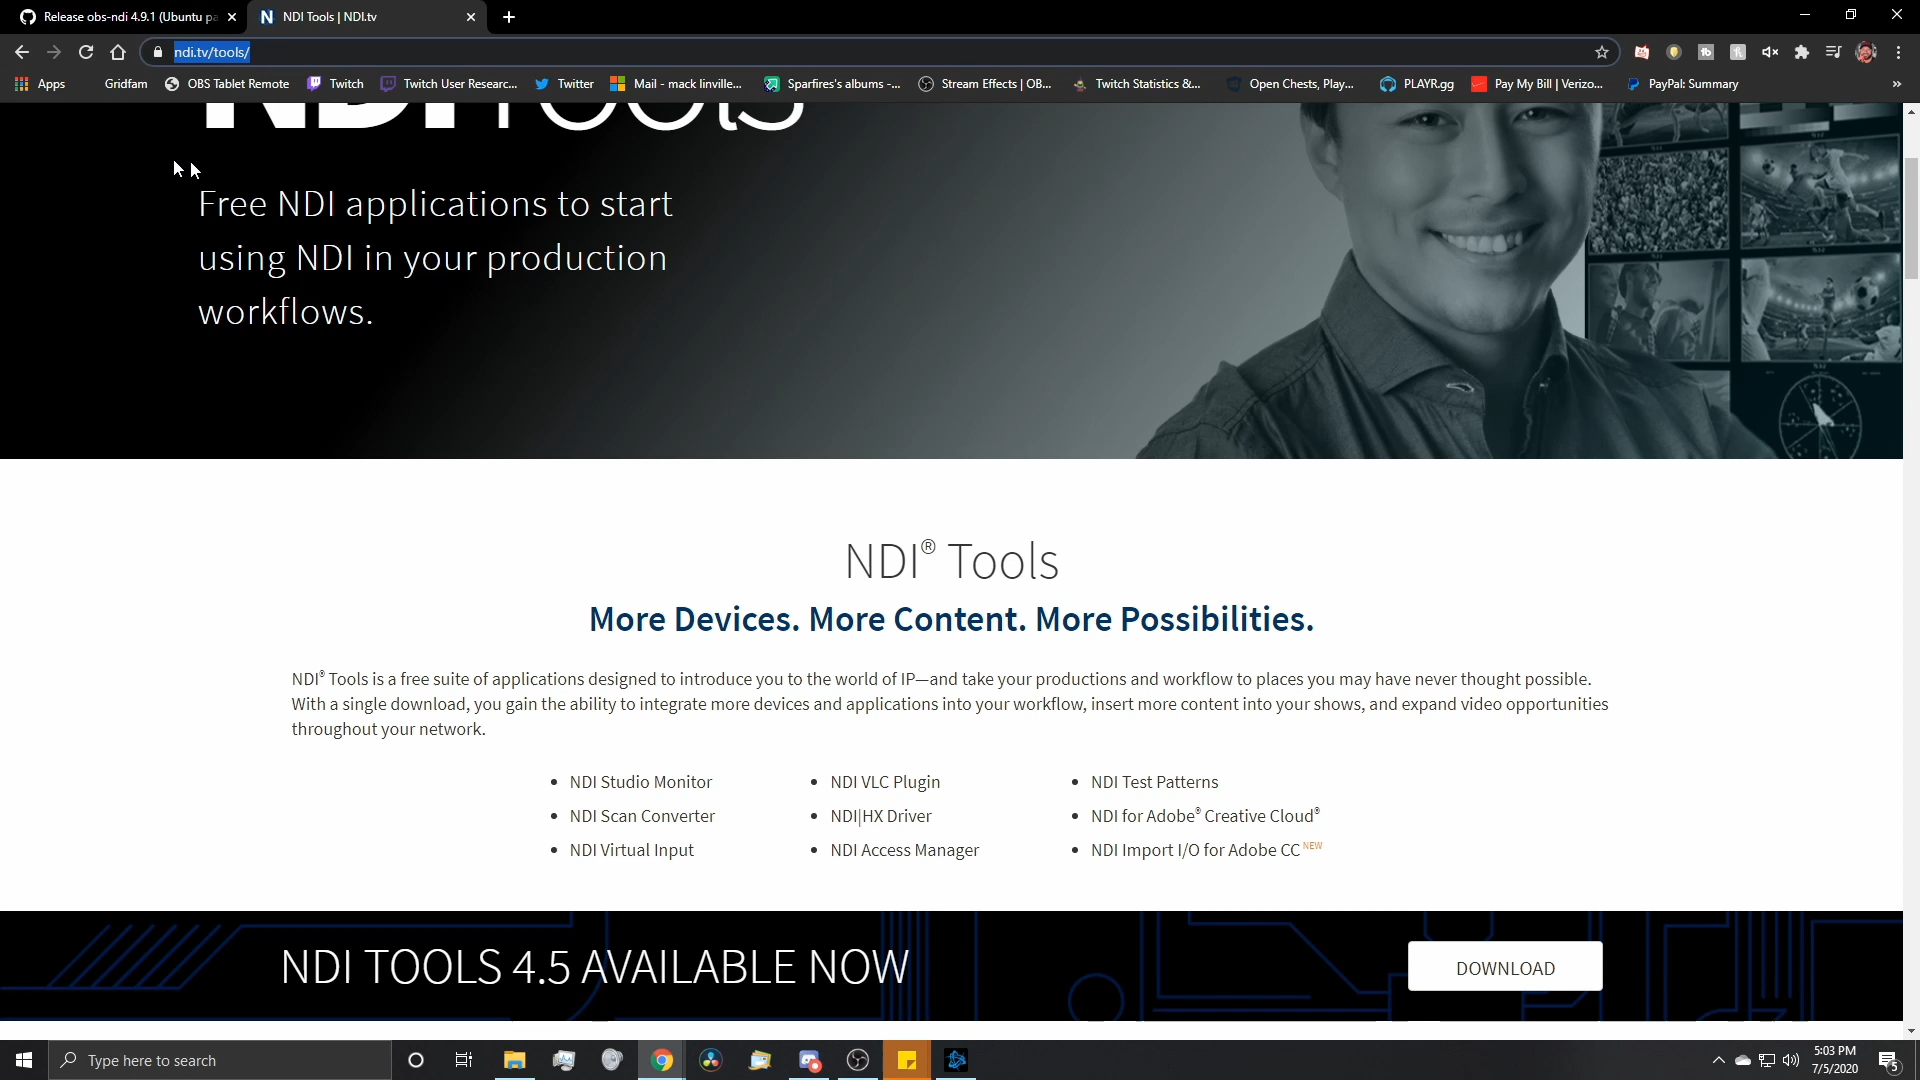 Release obs-ndi 4.9.1 (Ubuntu pa
NDI Tools | NDI.tv
ndi.tv/tools/
Apps
Gridfam
OBS Tablet Remote
Twitch
Twitch User Researc...
Twitter
Mail - mack linville...
Sparfires's albums -...
Stream Effects | OB...
Twitch Statistics &...
Open Chests, Play...
PLAYR.gg
Pay My Bill | Verizo...
PayPal: Summary
»
NDI Tools
Free NDI applications to start
using NDI in your production
workflows.
NDI® Tools
More Devices. More Content. More Possibilities.
NDI® Tools is a free suite of applications designed to introduce you to the world of IP—and take your productions and workflow to places you may have never thought possible.
With a single download, you gain the ability to integrate more devices and applications into your workflow, insert more content into your shows, and expand video opportunities
throughout your network.
• NDI Studio Monitor
• NDI Scan Converter
• NDI Virtual Input
• NDI VLC Plugin
• NDI|HX Driver
• NDI Access Manager
• NDI Test Patterns
• NDI for Adobe® Creative Cloud®
• NDI Import I/O for Adobe CC NEW
NDI TOOLS 4.5 AVAILABLE NOW
DOWNLOAD
Type here to search
5:03 PM
7/5/2020
5